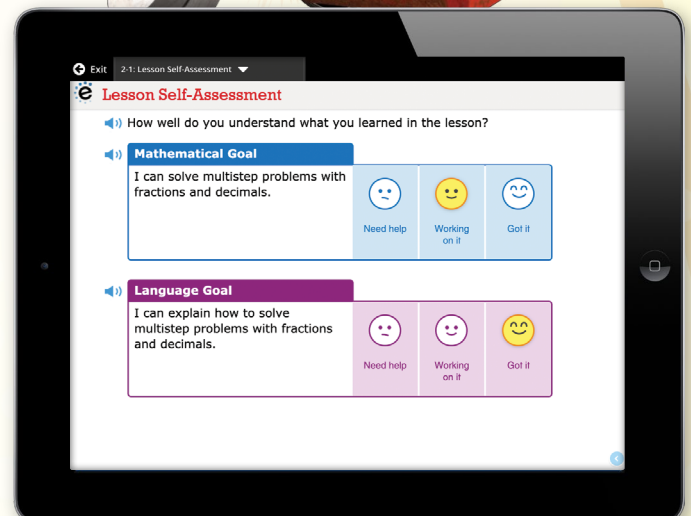 Exit 2-1: Lesson Self-Assessment
e Lesson Self-Assessment
How well do you understand what you learned in the lesson?
Mathematical Goal
I can solve multistep problems with
fractions and decimals.
Need help
Working
on it
Got it
Language Goal
I can explain how to solve
multistep problems with fractions
and decimals.
Need help
Working
on it
Got it